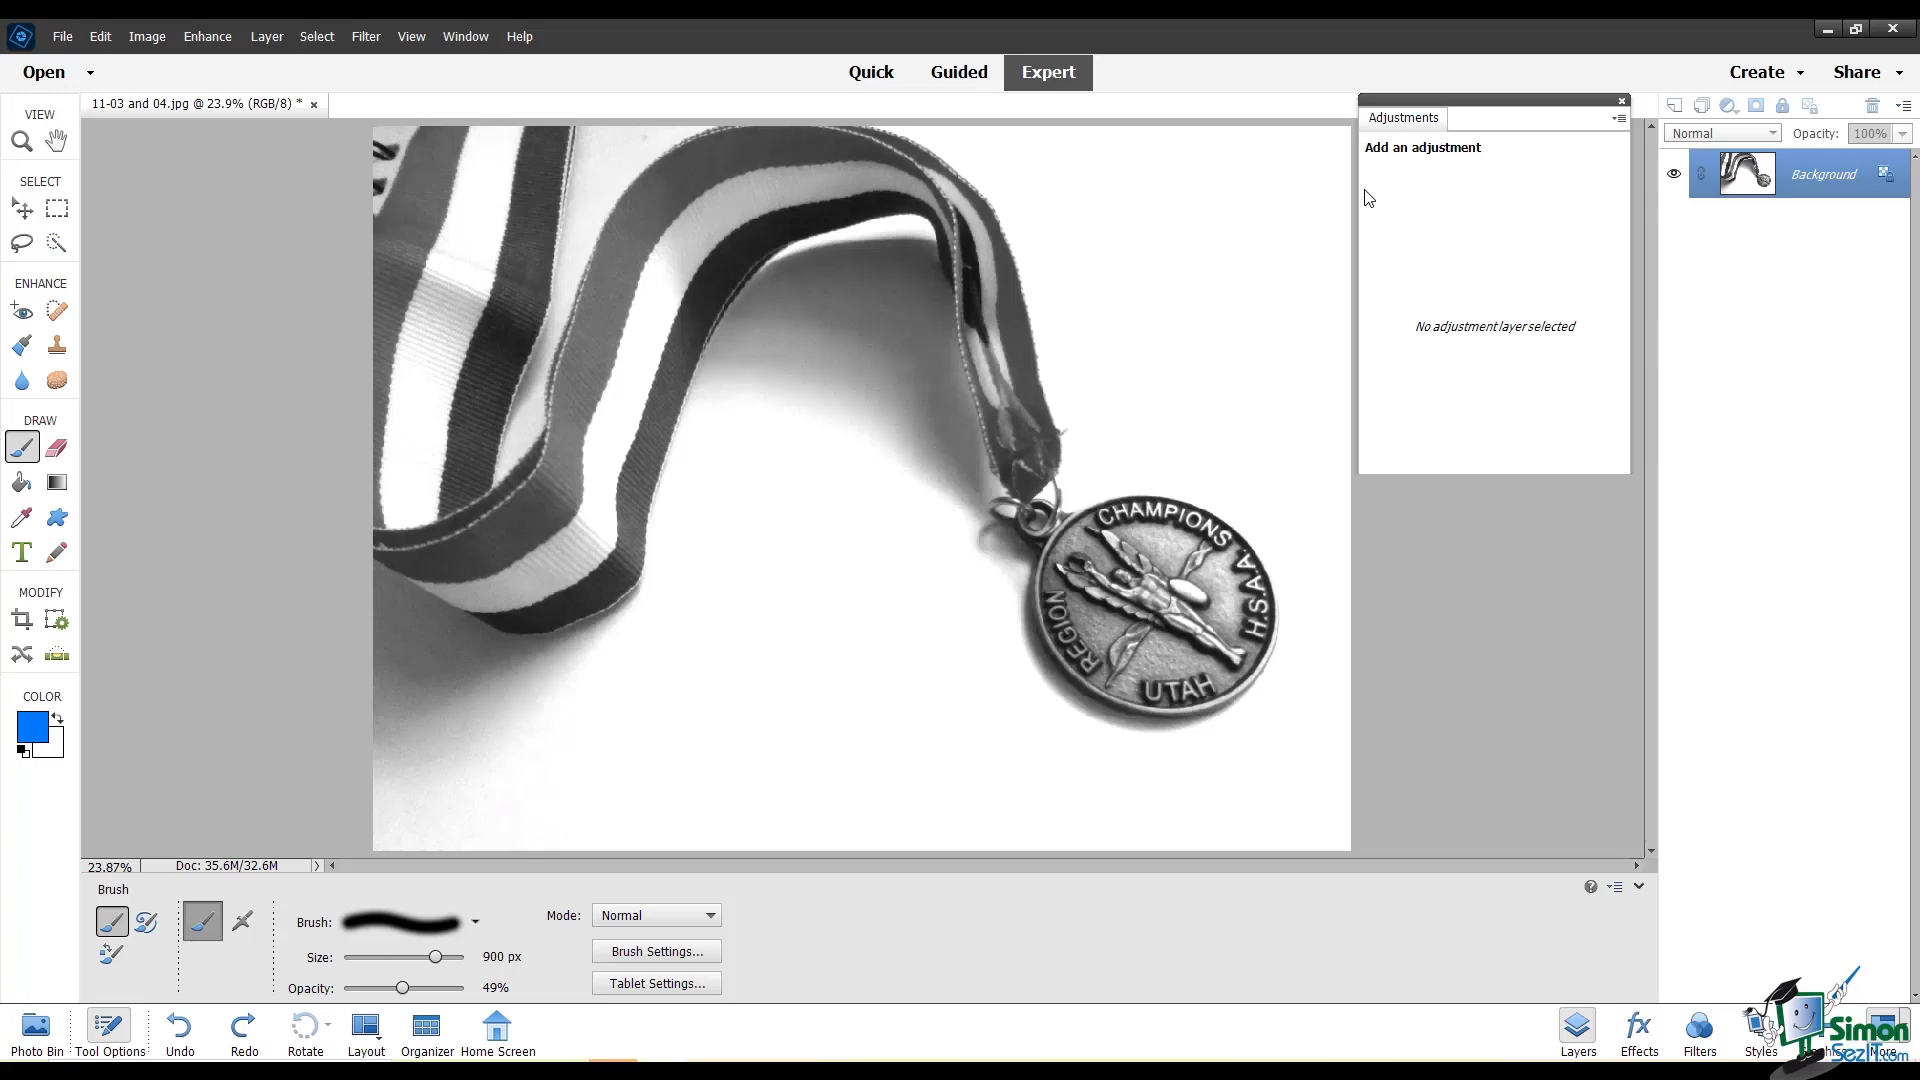 File Edit Image Enhance Layer Select Filter View Window Help
Open Quick Guided Expert Create Share
11-03 and 04.jpg @ 23.9% (RGB/8) *
VIEW
SELECT
ENHANCE
DRAW
MODIFY
COLOR
Adjustments
Add an adjustment
No adjustment layer selected
Normal Opacity: 100%
Background
CHAMPIONS
H.S.A.A.
REGION
UTAH
23.87% Doc: 35.6M/32.6M
Brush
Brush: Mode: Normal
Size: 900 px Brush Settings...
Opacity: 49% Tablet Settings...
Photo Bin Tool Options Undo Redo Rotate Layout Organizer Home Screen
Layers Effects Filters Styles More
Simon
SezIT.com